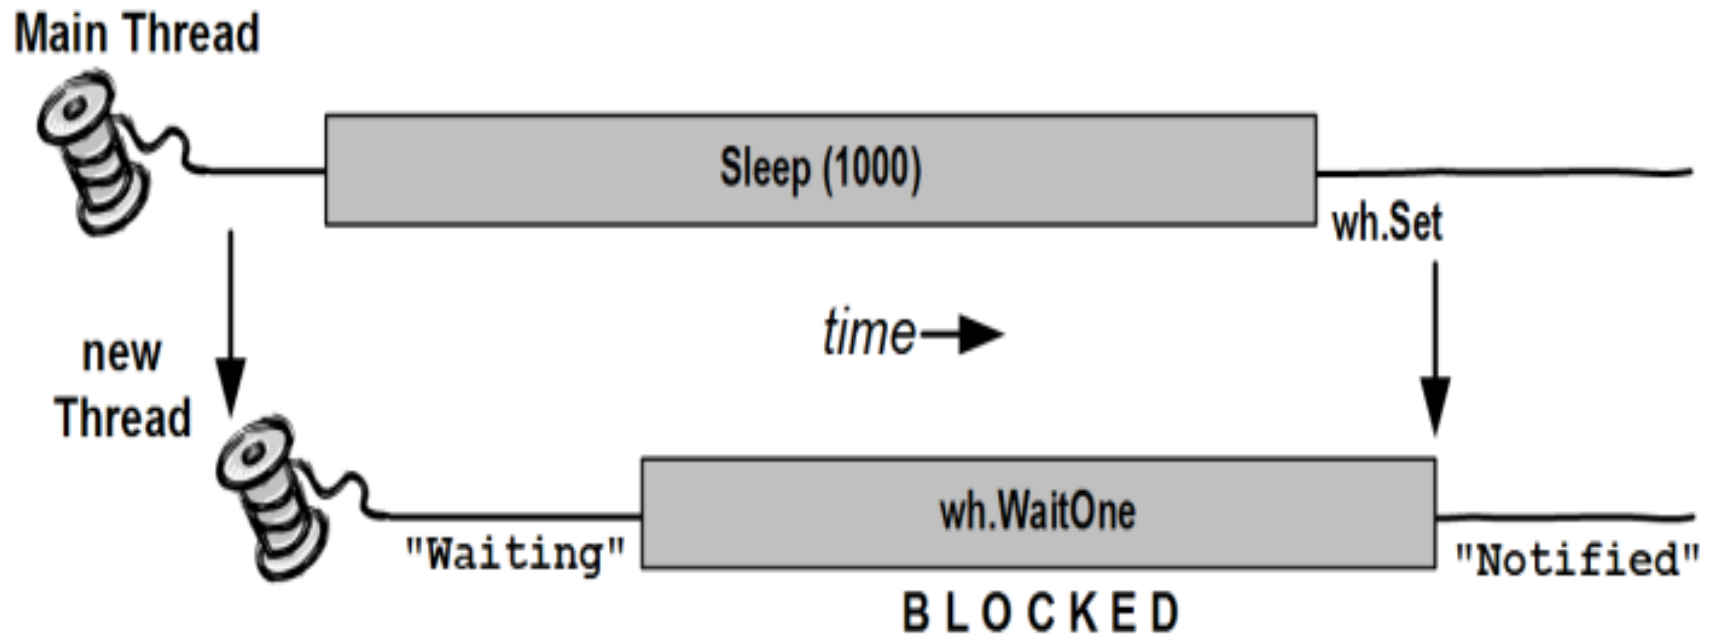 Main Thread
Sleep (1000)
wh.Set
time
new
Thread
wh.WaitOne
"Waiting"
"Notified"
BLOCKED